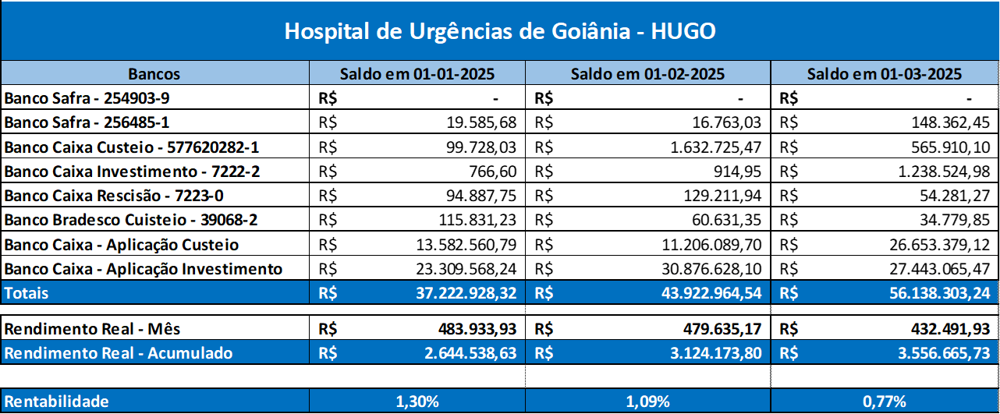 Hospital de Urgências de Goiânia - HUGO
Bancos Saldo em 01-01-2025 Saldo em 01-02-2025 Saldo em 01-03-2025
Banco Safra - 254903-9 R$ - R$ - R$ -
Banco Safra - 256485-1 R$ 19.585,68 R$ 16.763,03 R$ 148.362,45
Banco Caixa Custeio - 577620282-1 R$ 99.728,03 R$ 1.632.725,47 R$ 565.910,10
Banco Caixa Investimento - 7222-2 R$ 766,60 R$ 914,95 R$ 1.238.524,98
Banco Caixa Rescisão - 7223-0 R$ 94.887,75 R$ 129.211,94 R$ 54.281,27
Banco Bradesco Cuisteio - 39068-2 R$ 115.831,23 R$ 60.631,35 R$ 34.779,85
Banco Caixa - Aplicação Custeio R$ 13.582.560,79 R$ 11.206.089,70 R$ 26.653.379,12
Banco Caixa - Aplicação Investimento R$ 23.309.568,24 R$ 30.876.628,10 R$ 27.443.065,47
Totais R$ 37.222.928,32 R$ 43.922.964,54 R$ 56.138.303,24
Rendimento Real - Mês R$ 483.933,93 R$ 479.635,17 R$ 432.491,93
Rendimento Real - Acumulado R$ 2.644.538,63 R$ 3.124.173,80 R$ 3.556.665,73
Rentabilidade 1,30% 1,09% 0,77%